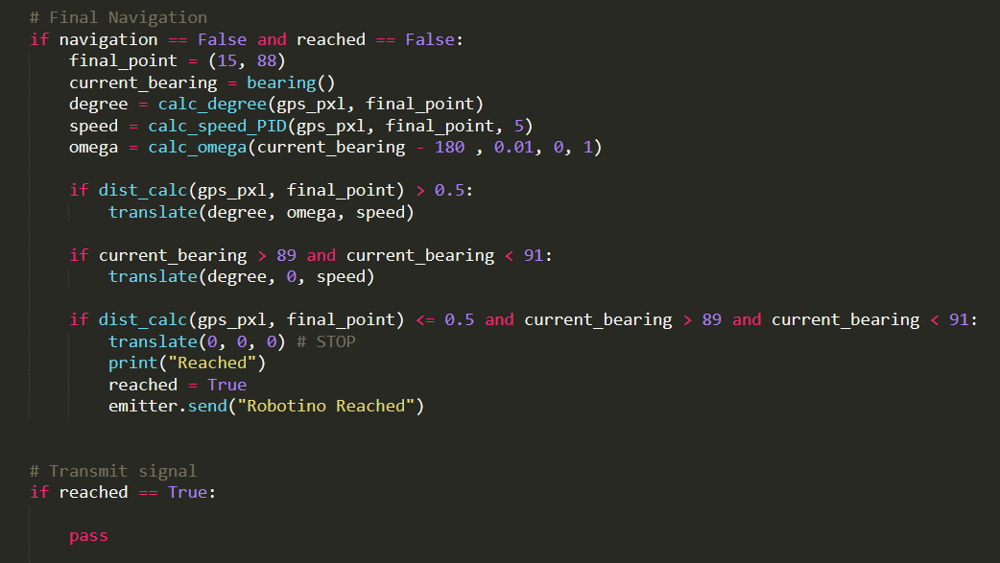 # Final Navigation
if navigation == False and reached == False:
    final_point = (15, 88)
    current_bearing = bearing()
    degree = calc_degree(gps_pxl, final_point)
    speed = calc_speed_PID(gps_pxl, final_point, 5)
    omega = calc_omega(current_bearing - 180 , 0.01, 0, 1)

    if dist_calc(gps_pxl, final_point) > 0.5:
        translate(degree, omega, speed)

    if current_bearing > 89 and current_bearing < 91:
        translate(degree, 0, speed)

    if dist_calc(gps_pxl, final_point) <= 0.5 and current_bearing > 89 and current_bearing < 91:
        translate(0, 0, 0) # STOP
        print("Reached")
        reached = True
        emitter.send("Robotino Reached")


# Transmit signal
if reached == True:

    pass